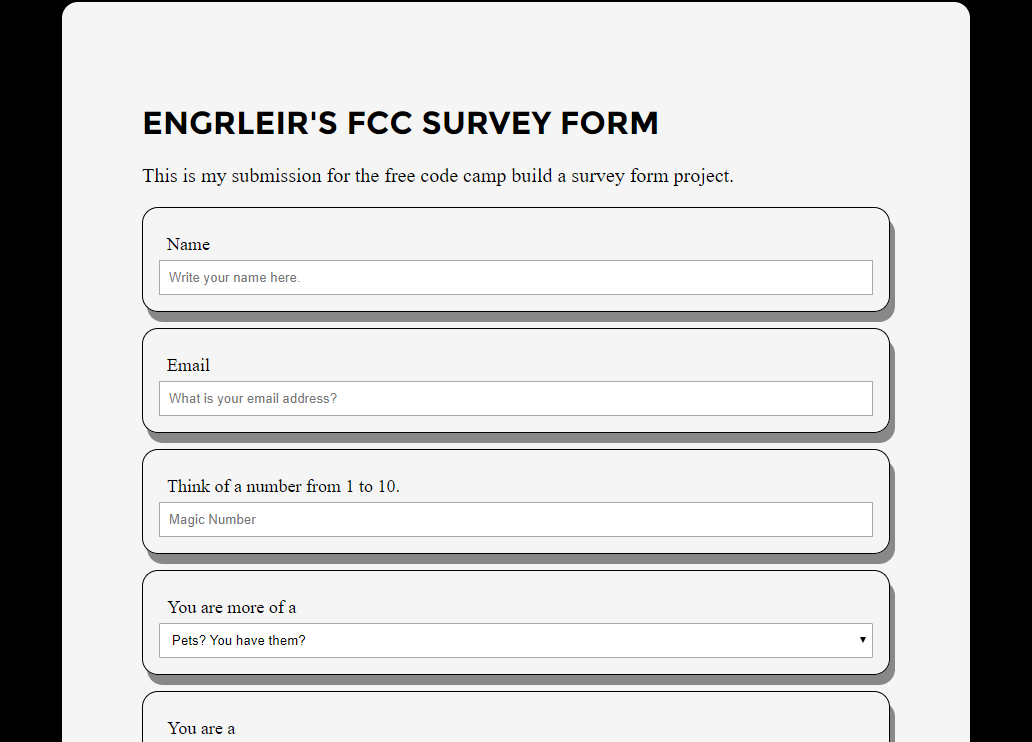 ENGRLEIR'S FCC SURVEY FORM
This is my submission for the free code camp build a survey form project.
Name
Write your name here.
Email
What is your email address?
Think of a number from 1 to 10.
Magic Number
You are more of a
Pets? You have them?
You are a